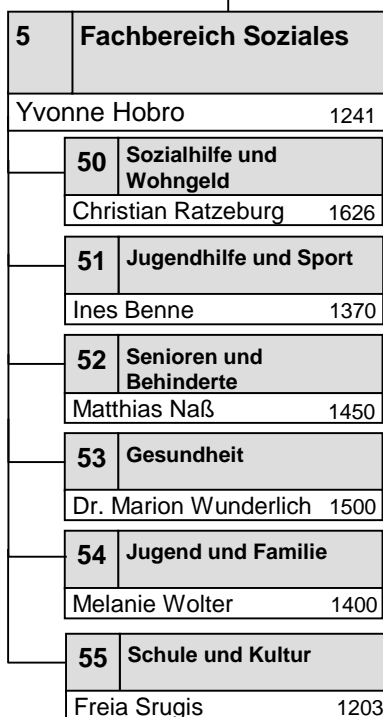 5 Fachbereich Soziales
Yvonne Hobro 1241
50 Sozialhilfe und
Wohngeld
Christian Ratzeburg 1626
51 Jugendhilfe und Sport
Ines Benne 1370
52 Senioren und
Behinderte
Matthias Naß 1450
53 Gesundheit
Dr. Marion Wunderlich 1500
54 Jugend und Familie
Melanie Wolter 1400
55 Schule und Kultur
Freia Srugis 1203